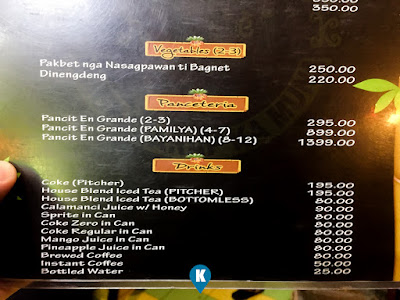 350.00
Vegetables (2-3)
Pakbet nga Nasagpawan ti Bagnet 250.00
Dinengdeng 220.00
Panceteria
Pancit En Grande (2-3) 295.00
Pancit En Grande (PAMILYA) (4-7) 899.00
Pancit En Grande (BAYANIHAN) (8-12) 1399.00
Drinks
Coke (Pitcher) 195.00
House Blend Iced Tea (PITCHER) 195.00
House Blend Iced Tea (BOTTOMLESS) 80.00
Calamanci Juice w/ Honey 90.00
Sprite in Can 80.00
Coke Zero in Can 80.00
Coke Regular in Can 80.00
Mango Juice in Can 80.00
Pineapple Juice in Can 80.00
Brewed Coffee 80.00
Instant Coffee 50.00
Bottled Water 25.00
K